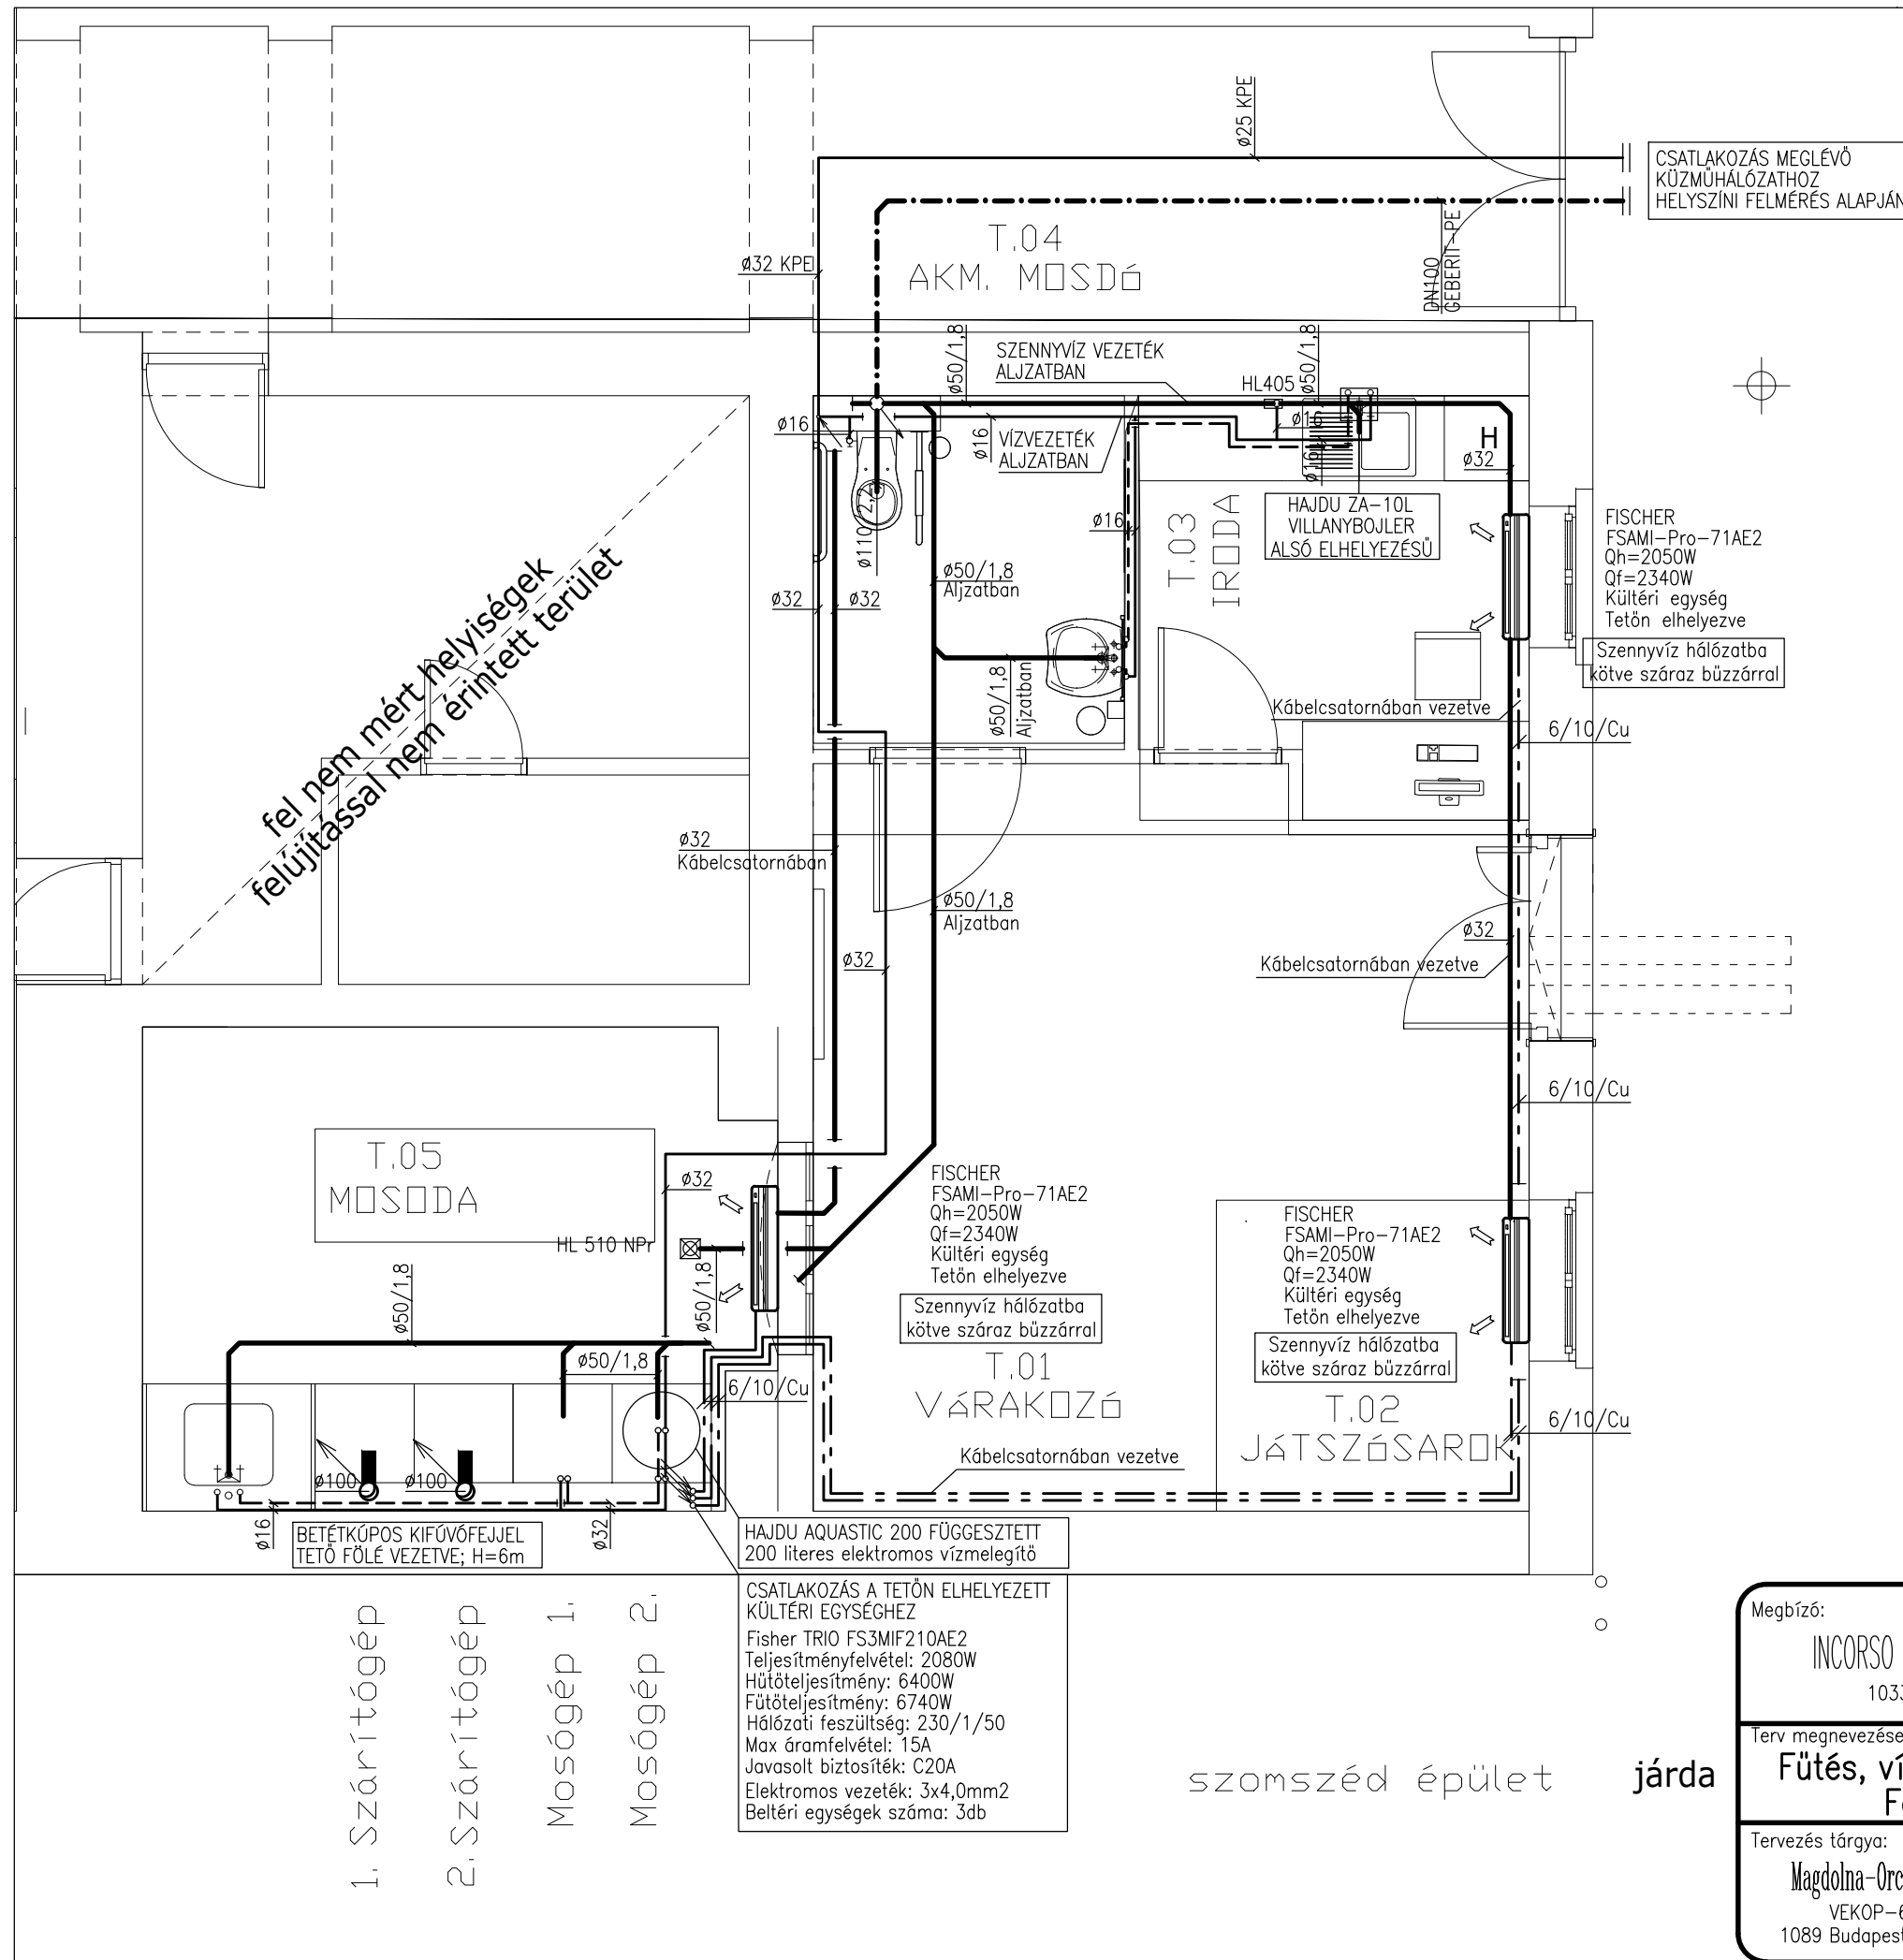 ø25 KPE
CSATLAKOZÁS MEGLÉVŐ
KÜZMŰHÁLÓZATHOZ
HELYSZÍNI FELMÉRÉS ALAPJÁN
T.04
AKM. MOSDó
ø32 KPE
DN100
GEBERIT-PE
ø50/1,8
SZENNYVÍZ VEZETÉK
ALJZATBAN
HL405
ø50/1,8
ø16
ø16
VÍZVEZETÉK
ALJZATBAN
ø16
ø16
H
ø32
HAJDU ZA-10L
VILLANYBOJLER
ALSÓ ELHELYEZÉSŰ
T.03
IRODA
ø110/2,2
ø16
FISCHER
FSAMI-Pro-71AE2
Qh=2050W
Qf=2340W
Kültéri egység
Tetőn elhelyezve
Szennyvíz hálózatba
kötve száraz bűzzárral
ø50/1,8
Aljzatban
ø32
ø32
fel nem mért helyiségek
felújítással nem érintett terület
ø50/1,8
Aljzatban
Kábelcsatornában vezetve
6/10/Cu
ø32
Kábelcsatornában
ø50/1,8
Aljzatban
ø32
ø32
Kábelcsatornában vezetve
6/10/Cu
T.05
MOSODA
ø32
HL 510 NPr
FISCHER
FSAMI-Pro-71AE2
Qh=2050W
Qf=2340W
Kültéri egység
Tetőn elhelyezve
Szennyvíz hálózatba
kötve száraz bűzzárral
T.01
VáRAKOZó
FISCHER
FSAMI-Pro-71AE2
Qh=2050W
Qf=2340W
Kültéri egység
Tetőn elhelyezve
Szennyvíz hálózatba
kötve száraz bűzzárral
T.02
JáTSZóSAROK
ø50/1,8
ø50/1,8
ø50/1,8
6/10/Cu
6/10/Cu
Kábelcsatornában vezetve
ø100
ø100
ø16
BETÉTKÚPOS KIFÚVÓFEJJEL
TETŐ FÖLÉ VEZETVE; H=6m
ø32
HAJDU AQUASTIC 200 FÜGGESZTETT
200 literes elektromos vízmelegítő
CSATLAKOZÁS A TETŐN ELHELYEZETT
KÜLTÉRI EGYSÉGHEZ
Fisher TRIO FS3MIF210AE2
Teljesítményfelvétel: 2080W
Hűtőteljesítmény: 6400W
Fűtőteljesítmény: 6740W
Hálózati feszültség: 230/1/50
Max áramfelvétel: 15A
Javasolt biztosíték: C20A
Elektromos vezeték: 3x4,0mm2
Beltéri egységek száma: 3db
1. Szárítógép
2. Szárítógép
Mosógép 1.
Mosógép 2.
szomszéd épület
járda
Megbízó:
INCORSO
1033
Terv megnevezése
Fűtés, ví
Tervezés tárgya:
Magdolna-Orc
VEKOP-6
1089 Budapest